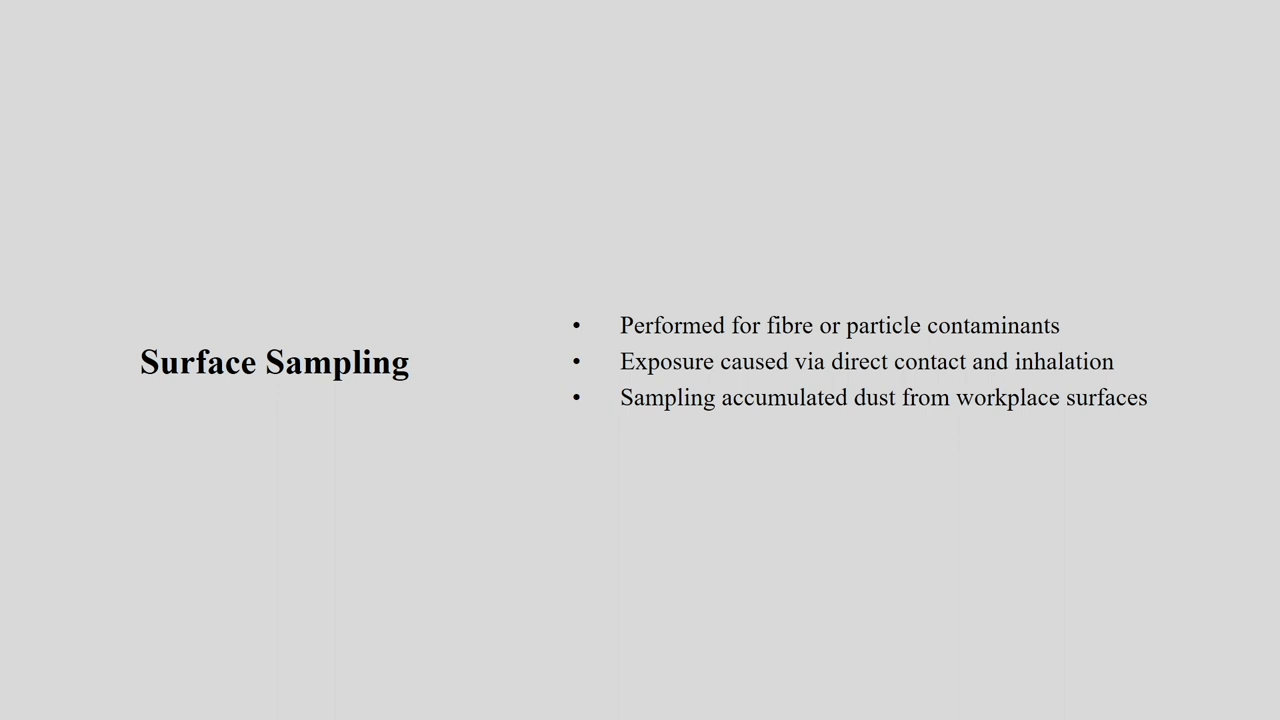 Surface Sampling
• Performed for fibre or particle contaminants
• Exposure caused via direct contact and inhalation
• Sampling accumulated dust from workplace surfaces